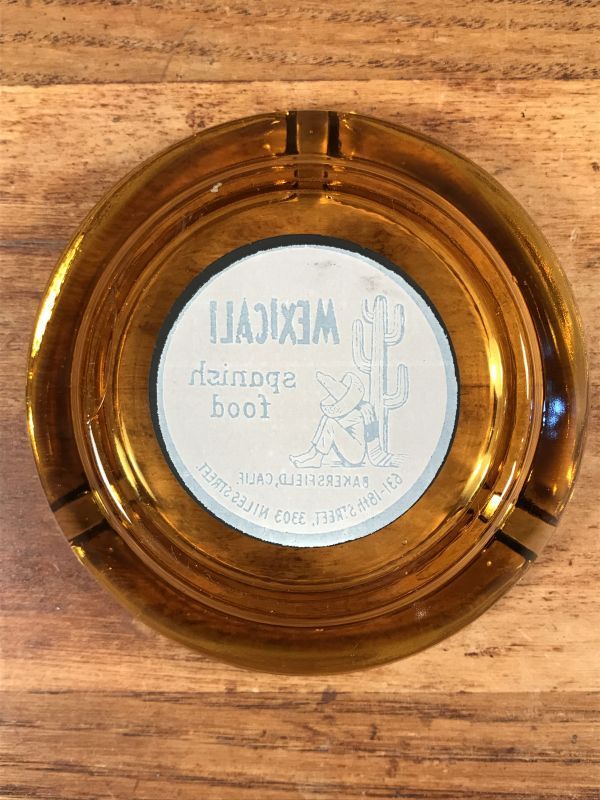 MEXICALI
spanish
food
BAKERSFIELD, CALIF.
631-18th STREET, 3303 NILES STREET